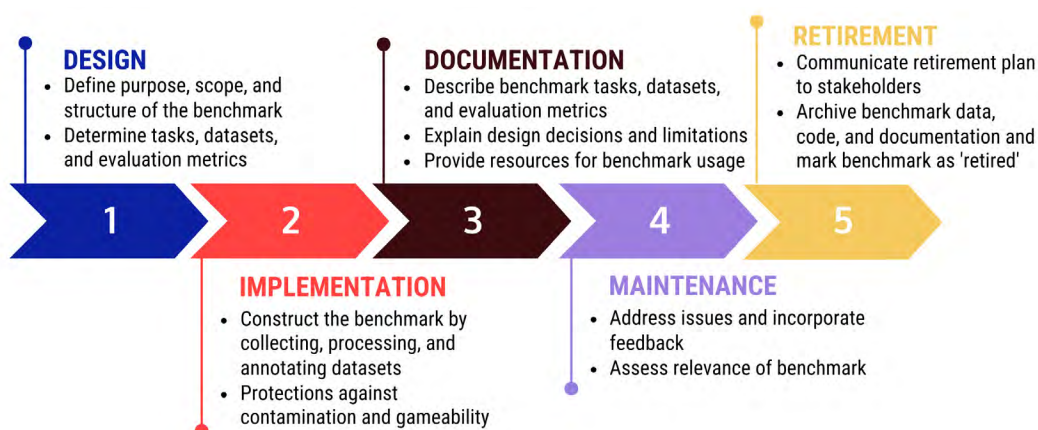 DESIGN
• Define purpose, scope, and
structure of the benchmark
• Determine tasks, datasets,
and evaluation metrics
DOCUMENTATION
• Describe benchmark tasks, datasets,
and evaluation metrics
• Explain design decisions and limitations
• Provide resources for benchmark usage
RETIREMENT
• Communicate retirement plan
to stakeholders
• Archive benchmark data,
code, and documentation and
mark benchmark as 'retired'
1
2
3
4
5
IMPLEMENTATION
• Construct the benchmark by
collecting, processing, and
annotating datasets
• Protections against
contamination and gameability
MAINTENANCE
• Address issues and incorporate
feedback
• Assess relevance of benchmark